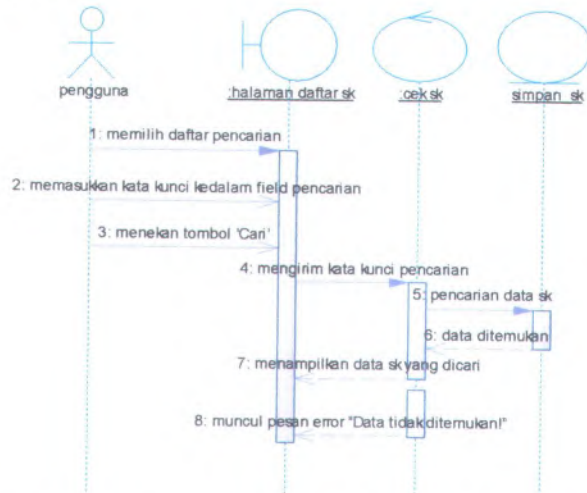 pengguna
:halaman daftar sk
:cek sk
simpan_sk
1: memilih daftar pencarian
2: memasukkan kata kunci kedalam field pencarian
3: menekan tombol 'Cari'
4: mengirim kata kunci pencarian
5: pencarian data sk
6: data ditemukan
7: menampilkan data sk yang dicari
8: muncul pesan error "Data tidak ditemukan!"